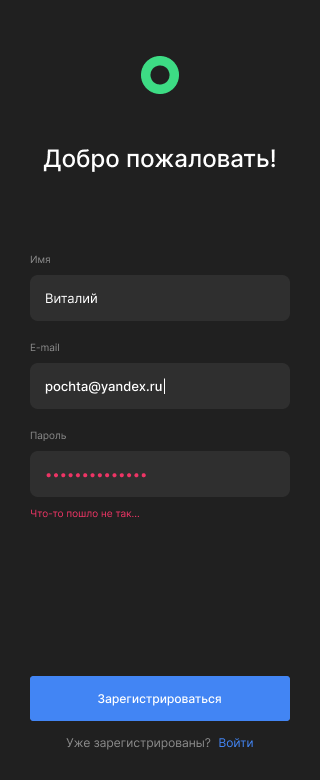 Добро пожаловать!
Имя
Виталий
E-mail
pochta@yandex.ru
Пароль
••••••••••••••
Что-то пошло не так...
Зарегистрироваться
Уже зарегистрированы? Войти